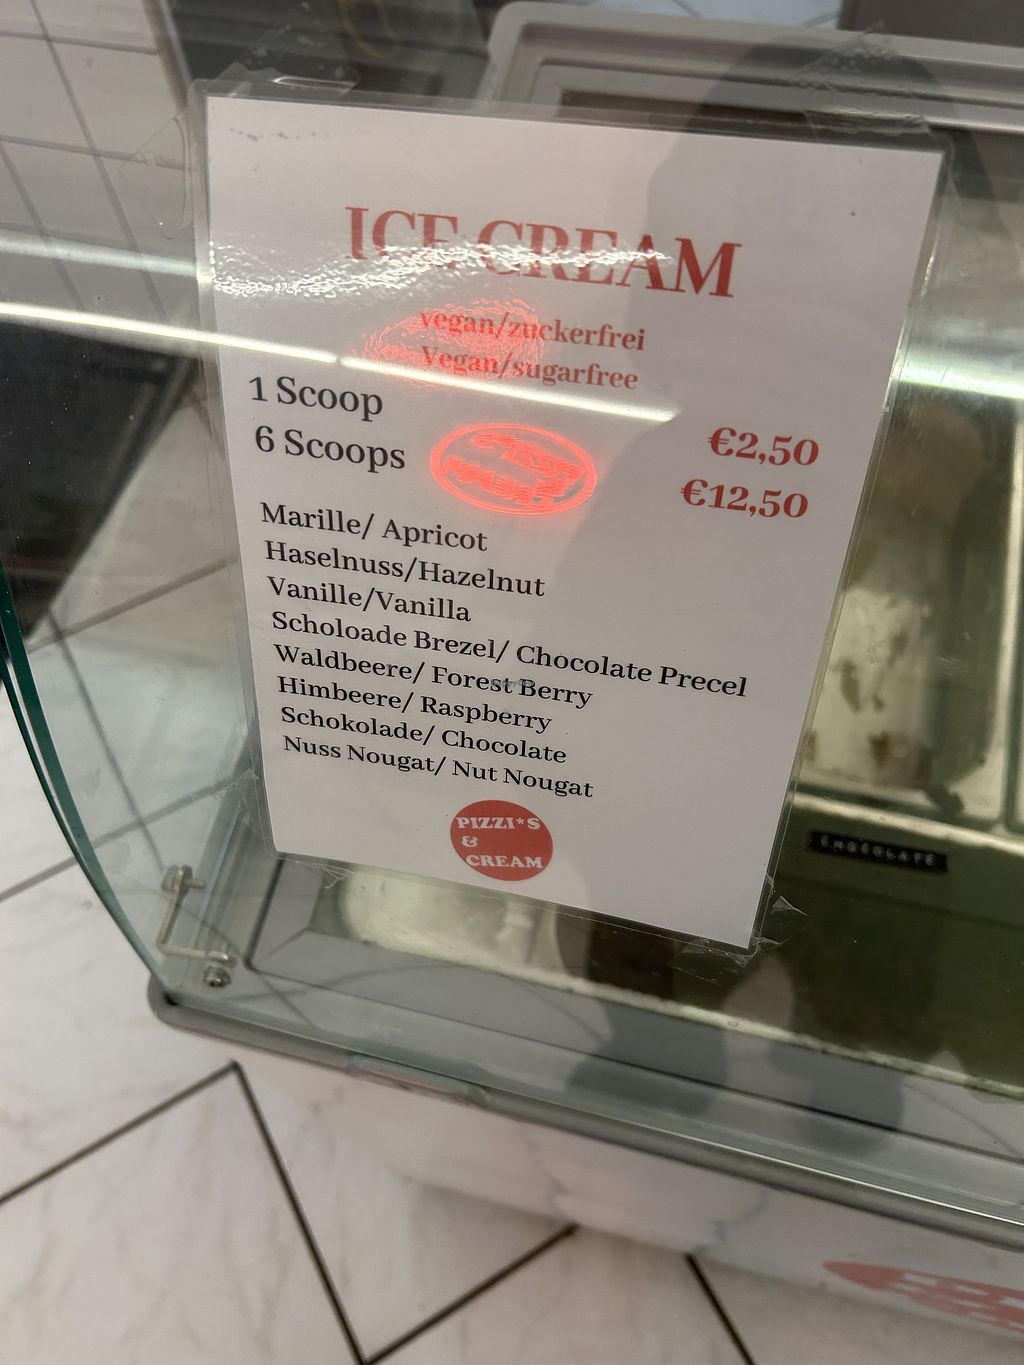 ICE CREAM
vegan/zuckerfrei
Vegan/sugarfree
1 Scoop €2,50
6 Scoops €12,50
Marille/ Apricot
Haselnuss/Hazelnut
Vanille/Vanilla
Scholoade Brezel/ Chocolate Precel
Waldbeere/ Forest Berry
Himbeere/ Raspberry
Schokolade/ Chocolate
Nuss Nougat/ Nut Nougat
PIZZI*S
&
CREAM
CHOCOLATE